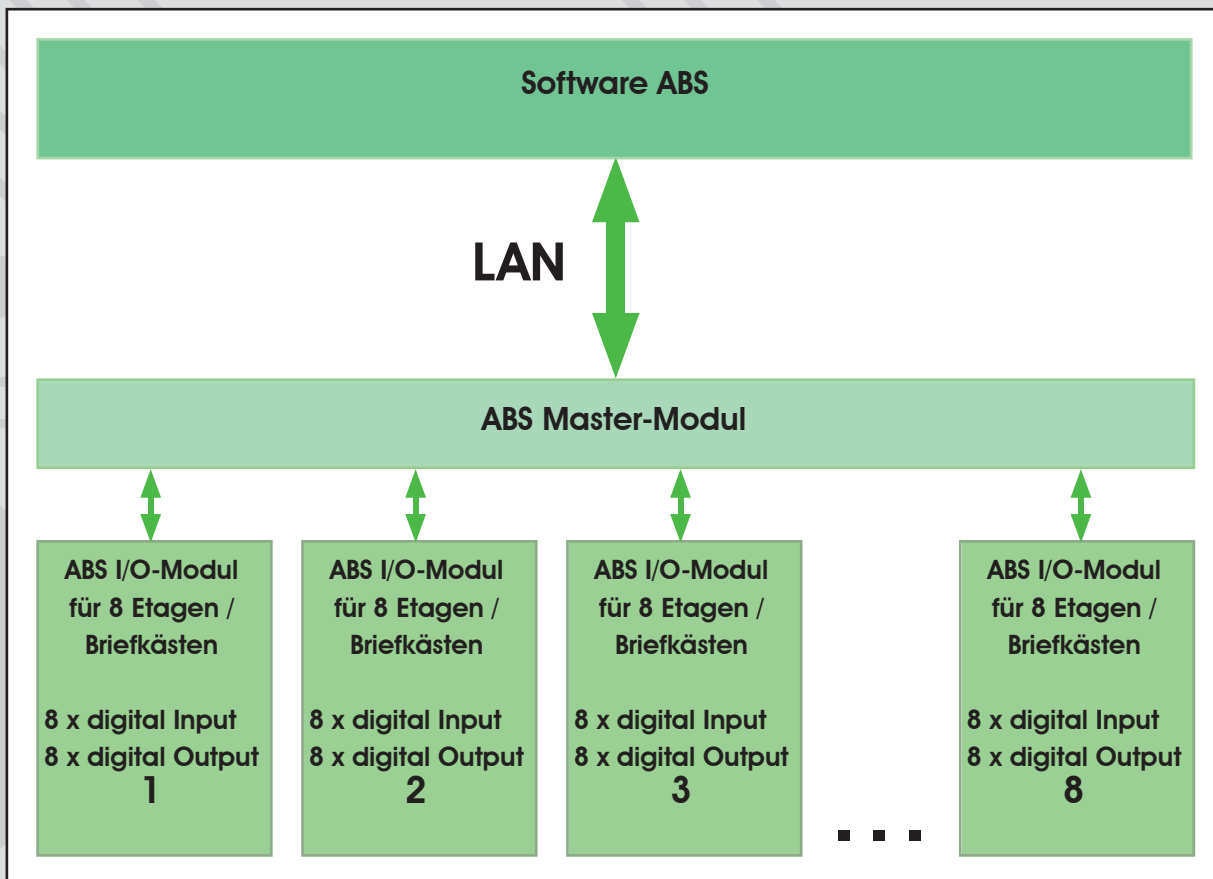 Software ABS
LAN
ABS Master-Modul
ABS I/O-Modul
für 8 Etagen /
Briefkästen
8 x digital Input
8 x digital Output
1
ABS I/O-Modul
für 8 Etagen /
Briefkästen
8 x digital Input
8 x digital Output
2
ABS I/O-Modul
für 8 Etagen /
Briefkästen
8 x digital Input
8 x digital Output
3
. . .
ABS I/O-Modul
für 8 Etagen /
Briefkästen
8 x digital Input
8 x digital Output
8